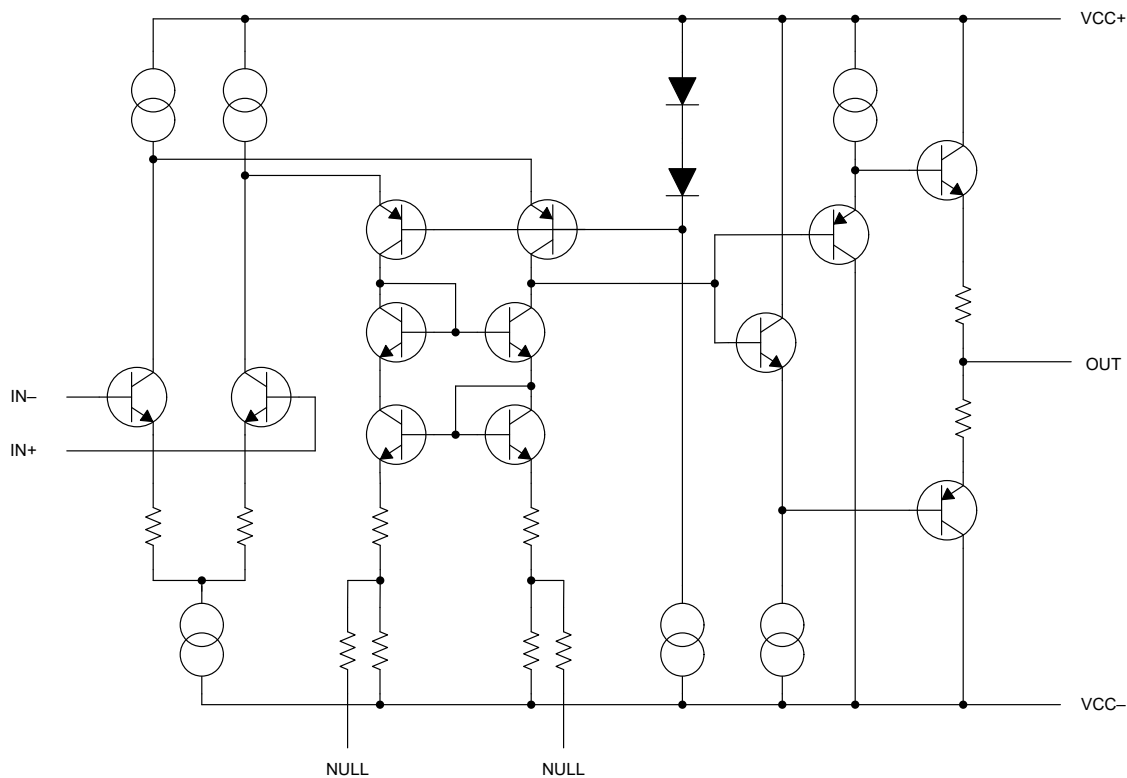 VCC+
OUT
IN–
IN+
VCC–
NULL
NULL